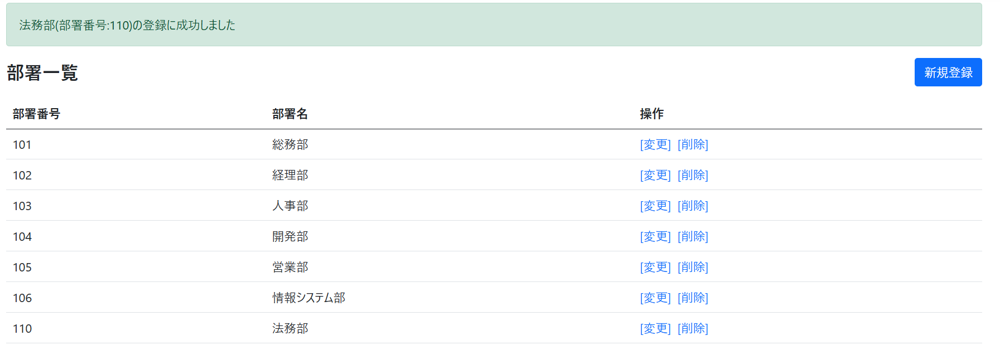 法務部(部署番号:110)の登録に成功しました
部署一覧
新規登録
部署番号 部署名 操作
101 総務部 [変更] [削除]
102 経理部 [変更] [削除]
103 人事部 [変更] [削除]
104 開発部 [変更] [削除]
105 営業部 [変更] [削除]
106 情報システム部 [変更] [削除]
110 法務部 [変更] [削除]